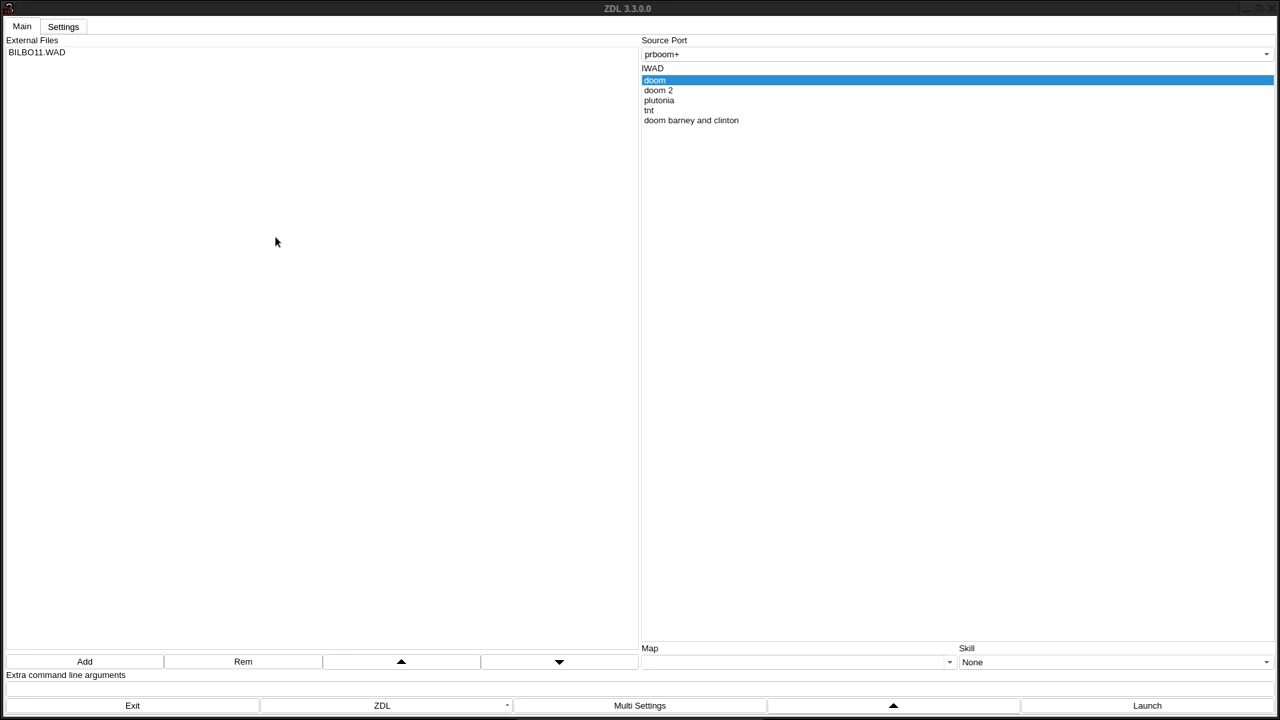 ZDL 3.3.0.0
Main
Settings
External Files
BILBO11.WAD
Source Port
prboom+
IWAD
doom
doom 2
plutonia
tnt
doom barney and clinton
Map
Skill
None
Add
Rem
Extra command line arguments
Exit
ZDL
Multi Settings
Launch